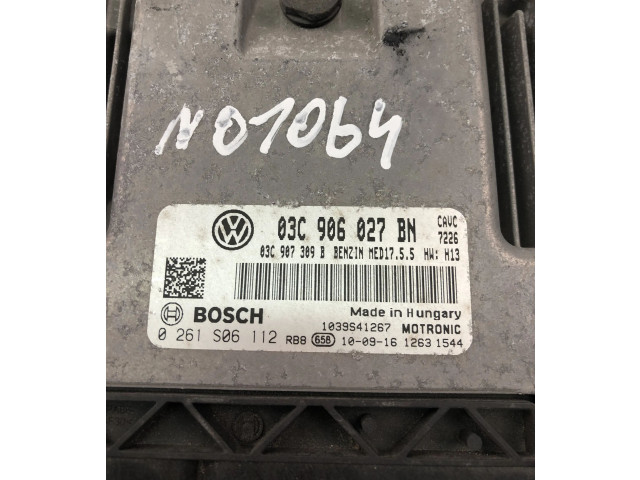 N01064
03C 906 027 BN CAVC
7226
03C 907 309 B BENZIN MED17.5.5 HW: H13
BOSCH
Made in Hungary
1039S41267 MOTRONIC
0 261 S06 112 RB8 658 10-09-16 1263 1544